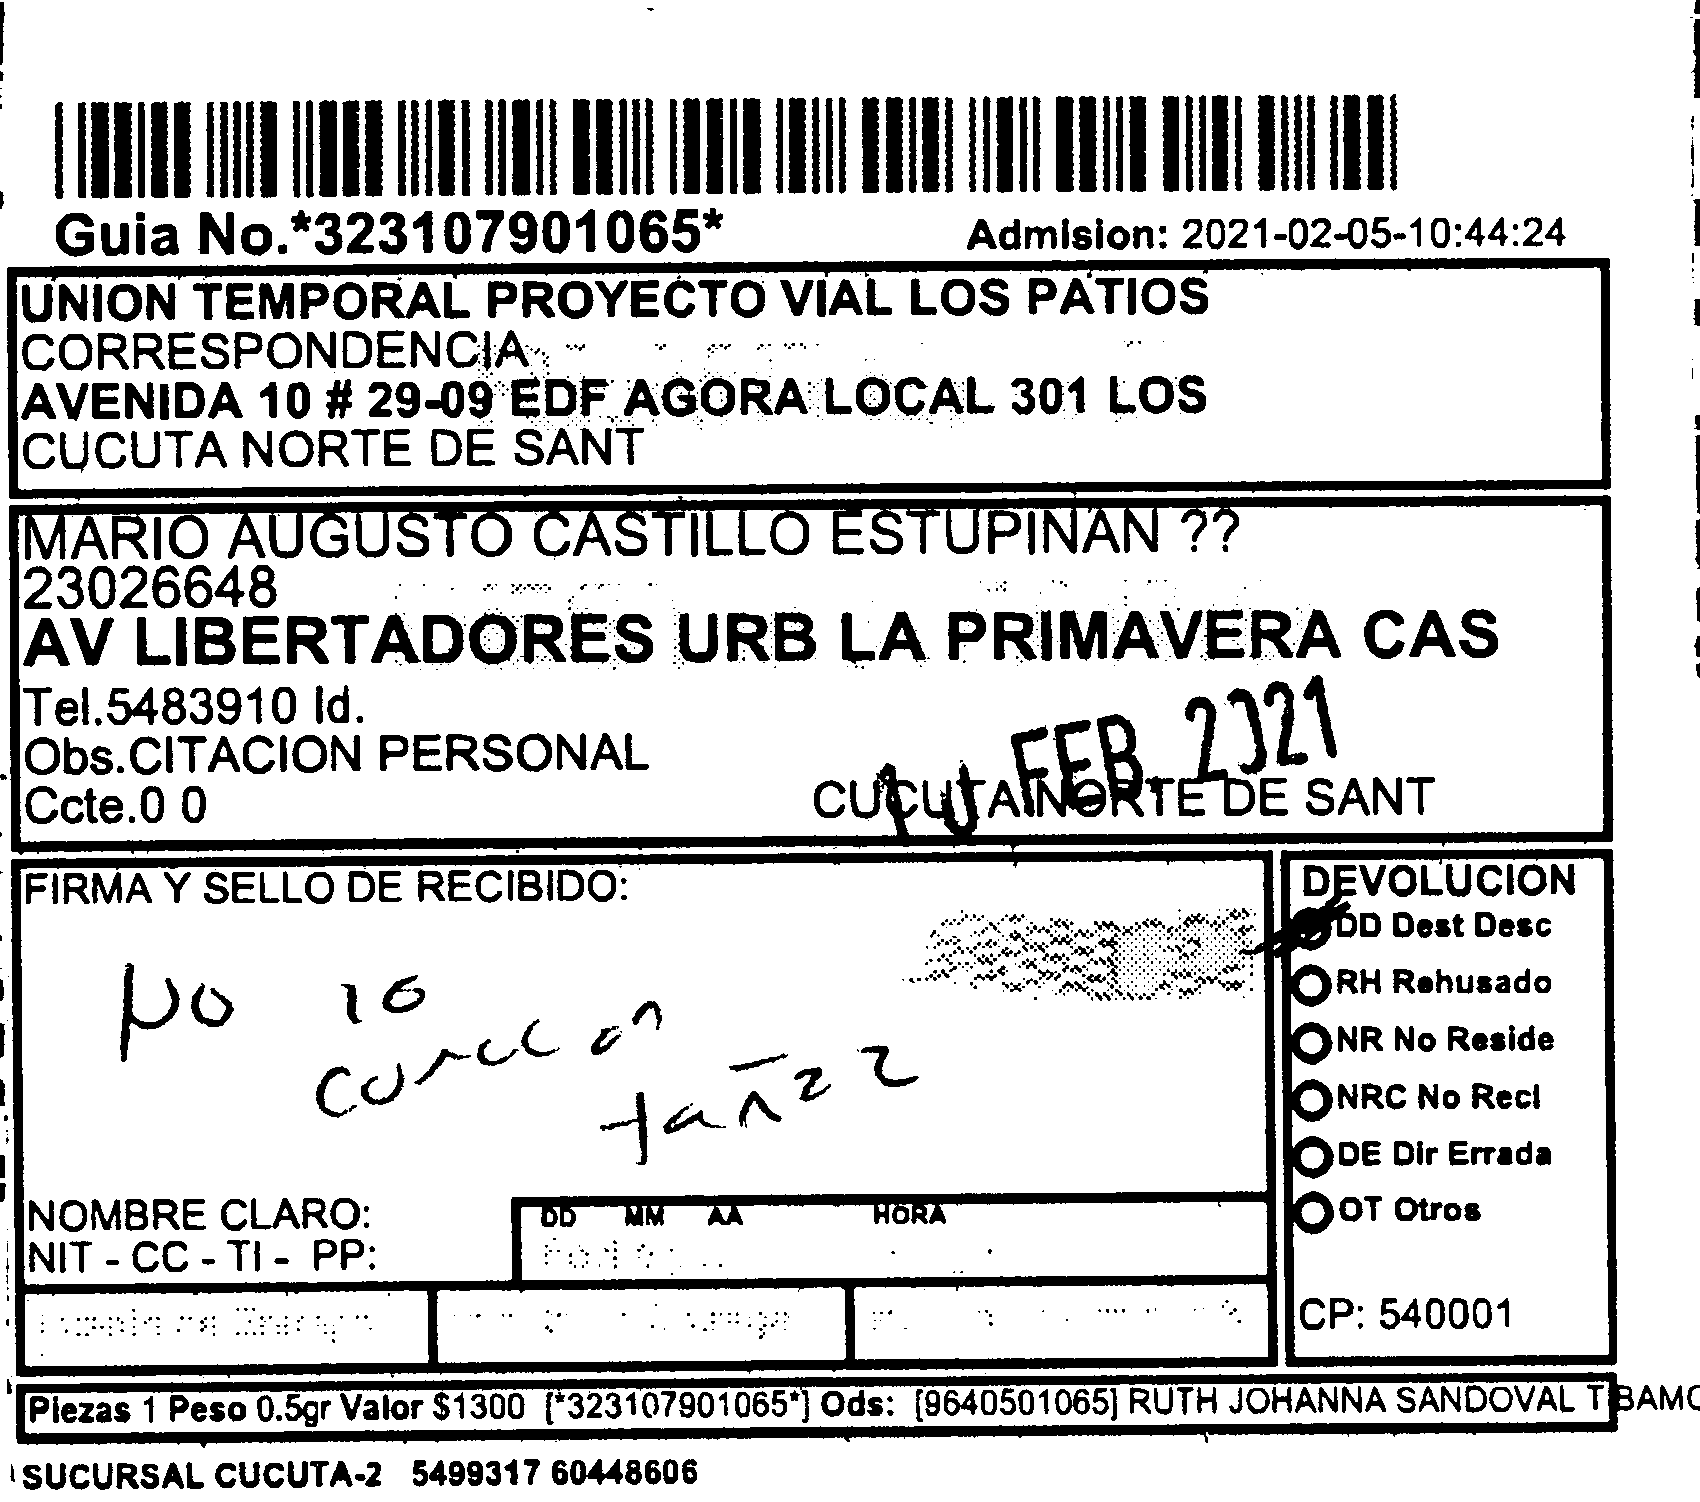 Guia No.*323107901065*
Admision: 2021-02-05-10:44:24
UNION TEMPORAL PROYECTO VIAL LOS PATIOS
CORRESPONDENCIA
AVENIDA 10 # 29-09 EDF AGORA LOCAL 301 LOS
CUCUTA NORTE DE SANT
MARIO AUGUSTO CASTILLO ESTUPINAN ??
23026648
AV LIBERTADORES URB LA PRIMAVERA CAS
Tel.5483910 Id.
Obs.CITACION PERSONAL
FEB. 2021
Ccte.0 0
CUCUTA NORTE DE SANT
FIRMA Y SELLO DE RECIBIDO:
No lo
DEVOLUCION
DD Dest Desc
RH Rehusado
NR No Reside
NRC No Recl
DE Dir Errada
OT Otros
CP: 540001
NOMBRE CLARO:
NIT - CC - TI - PP:
DD MM AA HORA
Piezas 1 Peso 0.5gr Valor $1300 [*323107901065*] Ods: [9640501065] RUTH JOHANNA SANDOVAL TIBAMO
SUCURSAL CUCUTA-2 5499317 60448606